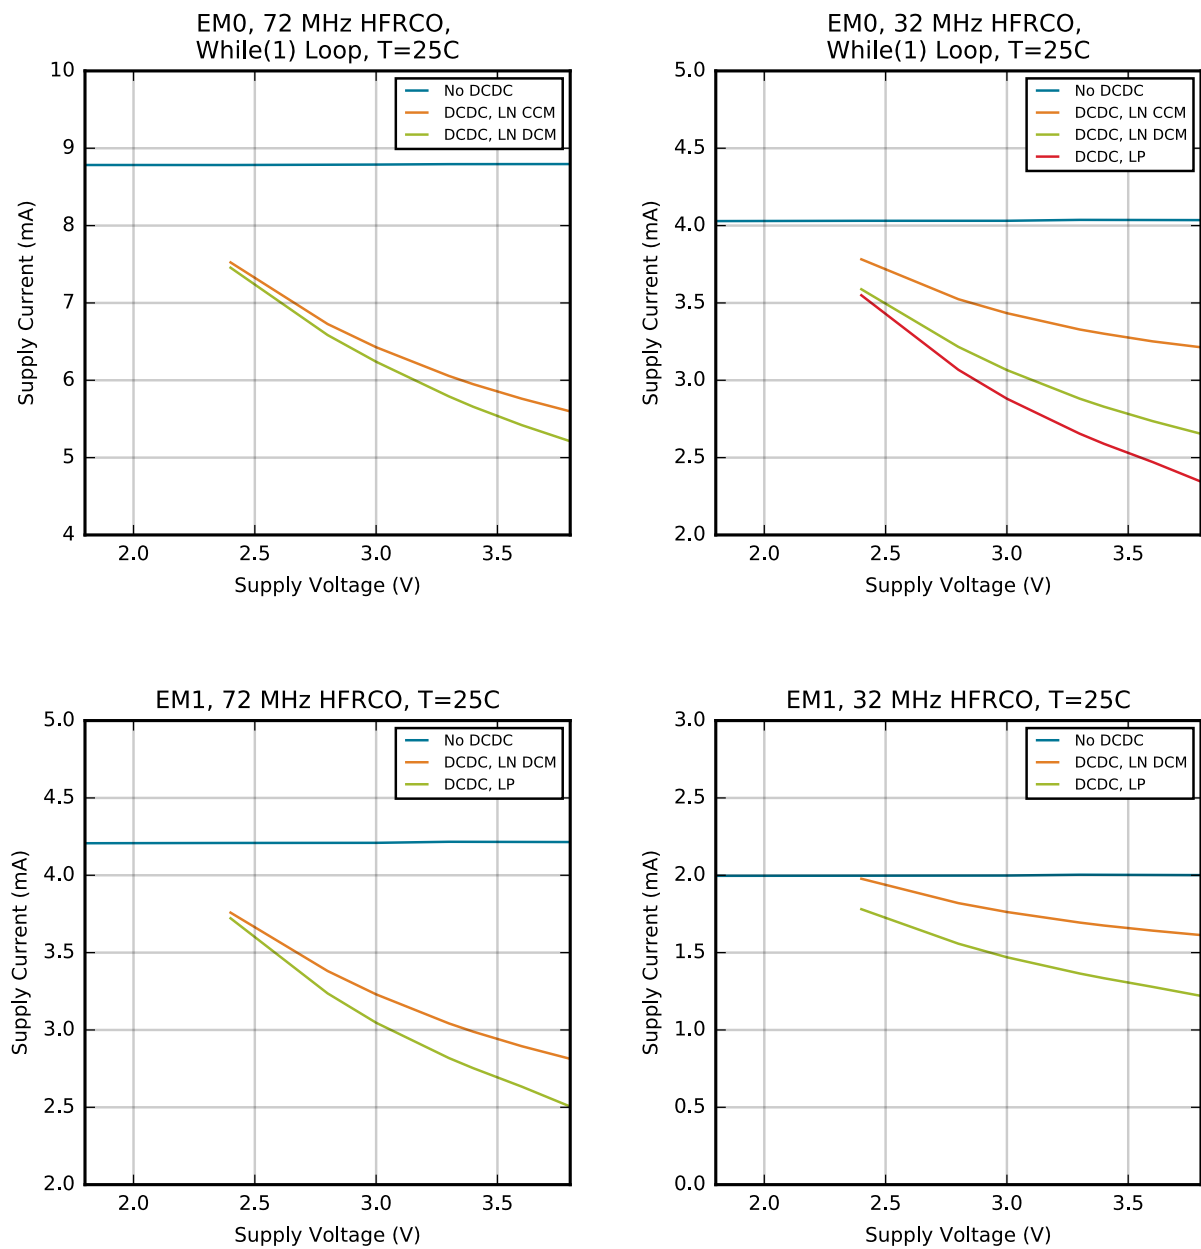 EM0, 72 MHz HFRCO,
While(1) Loop, T=25C
10
9
8
7
6
5
4
Supply Current (mA)
No DCDC
DCDC, LN CCM
DCDC, LN DCM
2.0
2.5
3.0
3.5
Supply Voltage (V)
EM0, 32 MHz HFRCO,
While(1) Loop, T=25C
5.0
4.5
4.0
3.5
3.0
2.5
2.0
Supply Current (mA)
No DCDC
DCDC, LN CCM
DCDC, LN DCM
DCDC, LP
2.0
2.5
3.0
3.5
Supply Voltage (V)
EM1, 72 MHz HFRCO, T=25C
5.0
4.5
4.0
3.5
3.0
2.5
2.0
Supply Current (mA)
No DCDC
DCDC, LN DCM
DCDC, LP
2.0
2.5
3.0
3.5
Supply Voltage (V)
EM1, 32 MHz HFRCO, T=25C
3.0
2.5
2.0
1.5
1.0
0.5
0.0
Supply Current (mA)
No DCDC
DCDC, LN DCM
DCDC, LP
2.0
2.5
3.0
3.5
Supply Voltage (V)